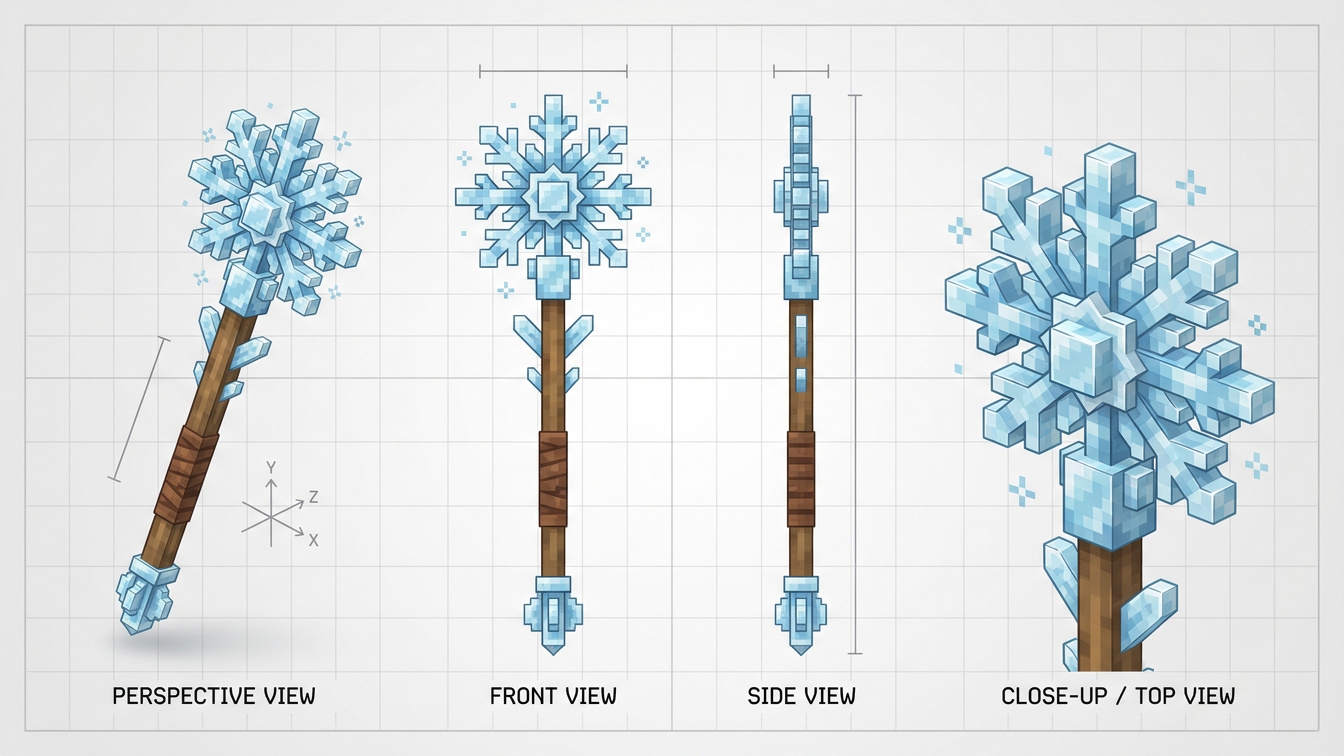 Y
Z
X
PERSPECTIVE VIEW
FRONT VIEW
SIDE VIEW
CLOSE-UP / TOP VIEW